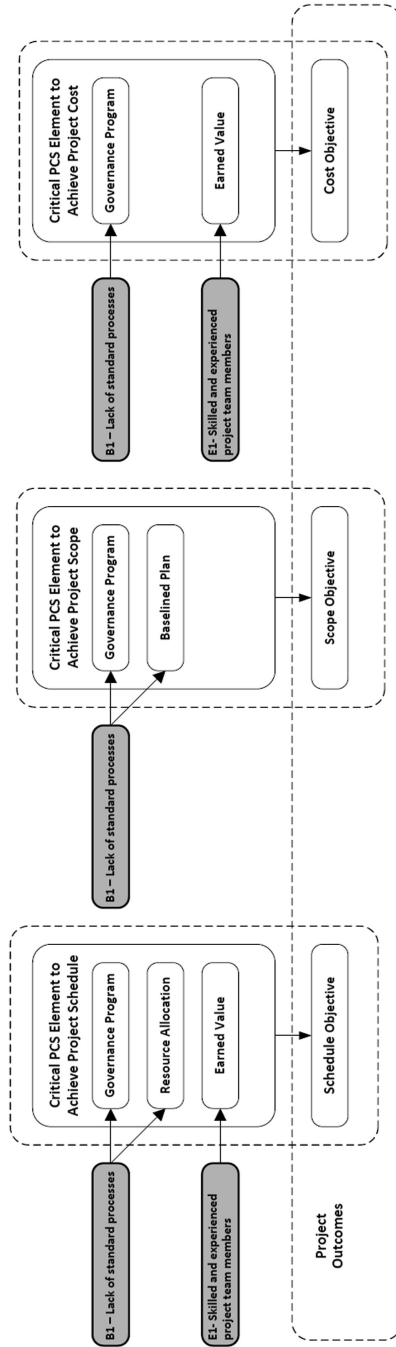 B1 – Lack of standard processes
E1- Skilled and experienced
project team members
Critical PCS Element to
Achieve Project Schedule
Governance Program
Resource Allocation
Earned Value
Schedule Objective
B1 – Lack of standard processes
Critical PCS Element to
Achieve Project Scope
Governance Program
Baselined Plan
Scope Objective
B1 – Lack of standard processes
E1- Skilled and experienced
project team members
Critical PCS Element to
Achieve Project Cost
Governance Program
Earned Value
Cost Objective
Project
Outcomes